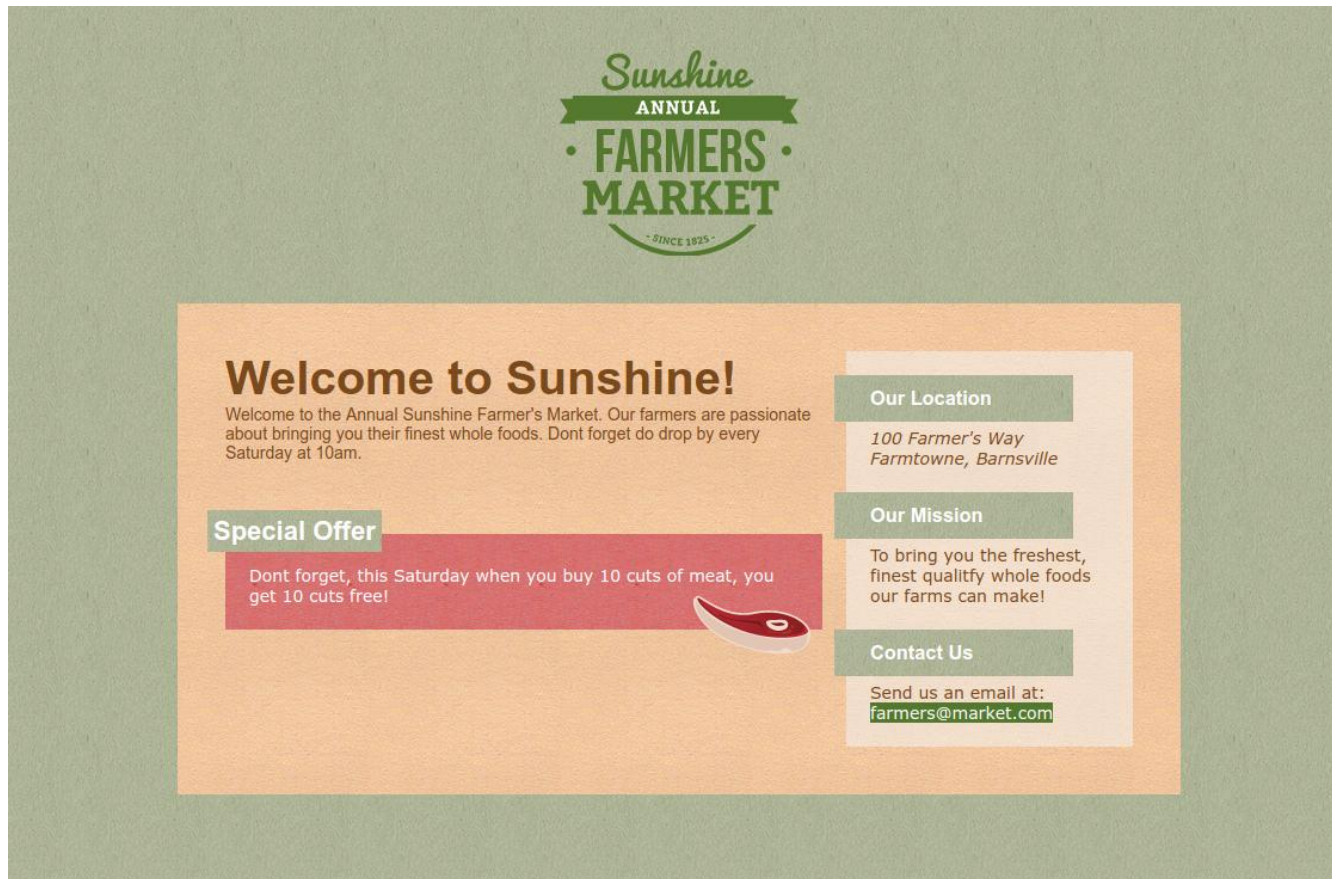 Sunshine
ANNUAL
• FARMERS •
MARKET
- SINCE 1825 -
Welcome to Sunshine!
Welcome to the Annual Sunshine Farmer's Market. Our farmers are passionate
about bringing you their finest whole foods. Dont forget do drop by every
Saturday at 10am.
Special Offer
Dont forget, this Saturday when you buy 10 cuts of meat, you
get 10 cuts free!
Our Location
100 Farmer's Way
Farmtowne, Barnsville
Our Mission
To bring you the freshest,
finest qualitfy whole foods
our farms can make!
Contact Us
Send us an email at:
farmers@market.com